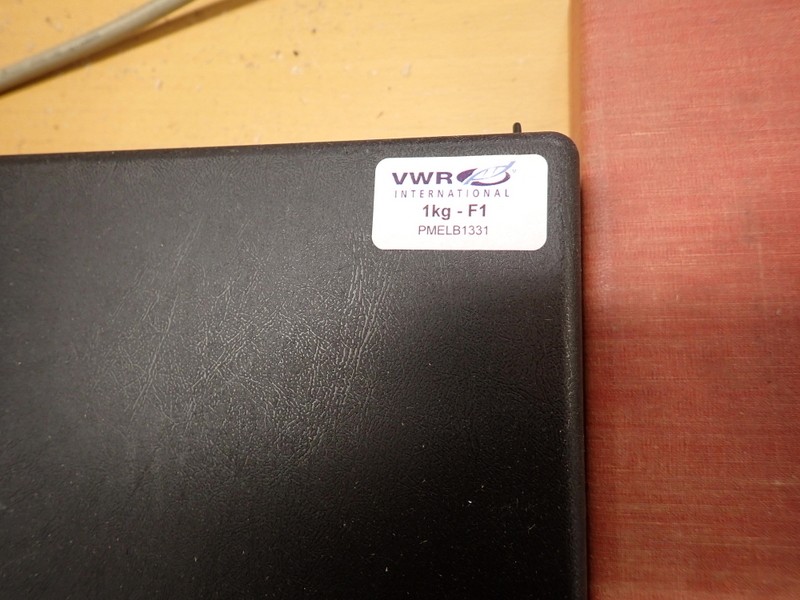 VWR
INTERNATIONAL
1kg - F1
PMELB1331